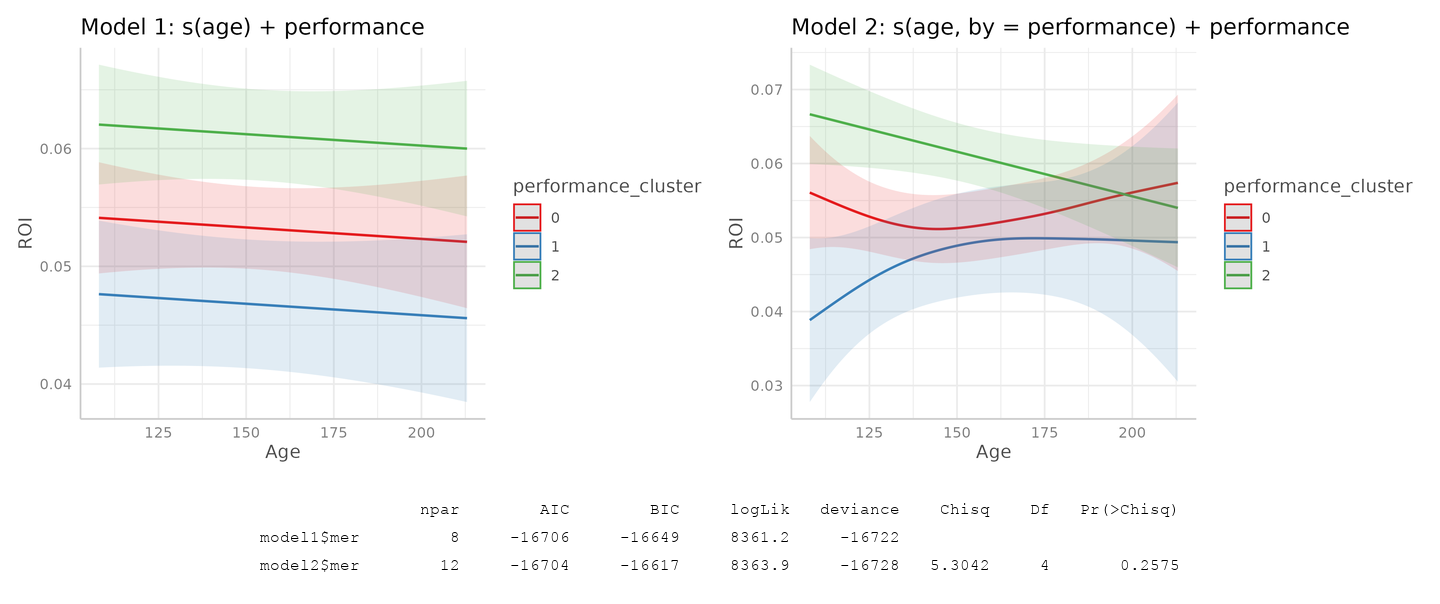 Model 1: s(age) + performance
0.06
0.05
0.04
ROI
125 150 175 200
Age
performance_cluster
0
1
2
Model 2: s(age, by = performance) + performance
0.07
0.06
0.05
0.04
0.03
ROI
125 150 175 200
Age
performance_cluster
0
1
2
npar AIC BIC logLik deviance Chisq Df Pr(>Chisq)
model1$mer 8 -16706 -16649 8361.2 -16722
model2$mer 12 -16704 -16617 8363.9 -16728 5.3042 4 0.2575